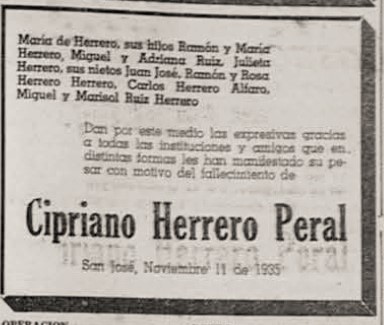 María de Herrero, sus hijos Ramón y María
Herrero, Miguel y Adriana Ruiz, Julieta
Herrero, sus nietos Juan José, Ramón y Rosa
Herrero Herrero, Carlos Herrero Alfaro,
Miguel y Marisol Ruiz Herrero
Dan por este medio las expresivas gracias
a todas las instituciones y amigos que en
distintas formas les han manifestado su pe-
sar con motivo del fallecimiento de
Cipriano Herrero Peral
San José, Noviembre 11 de 1935
OPERACION